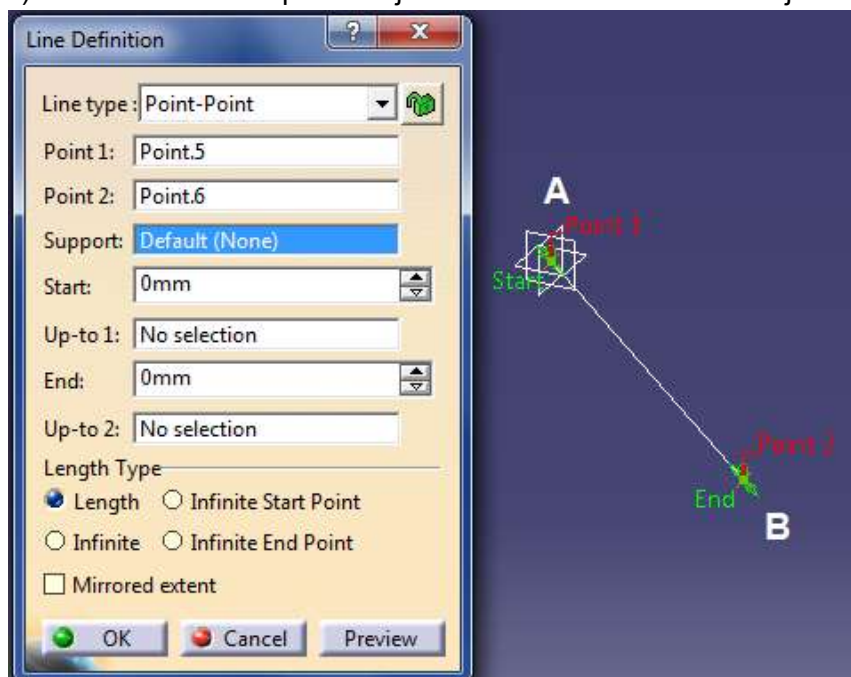 Line Definition
Line type : Point-Point
Point 1: Point.5
Point 2: Point.6
Support: Default (None)
Start: 0mm
Up-to 1: No selection
End: 0mm
Up-to 2: No selection
Length Type
Length Infinite Start Point
Infinite Infinite End Point
Mirrored extent
OK Cancel Preview
A
Point 1
Start
Point 2
End
B